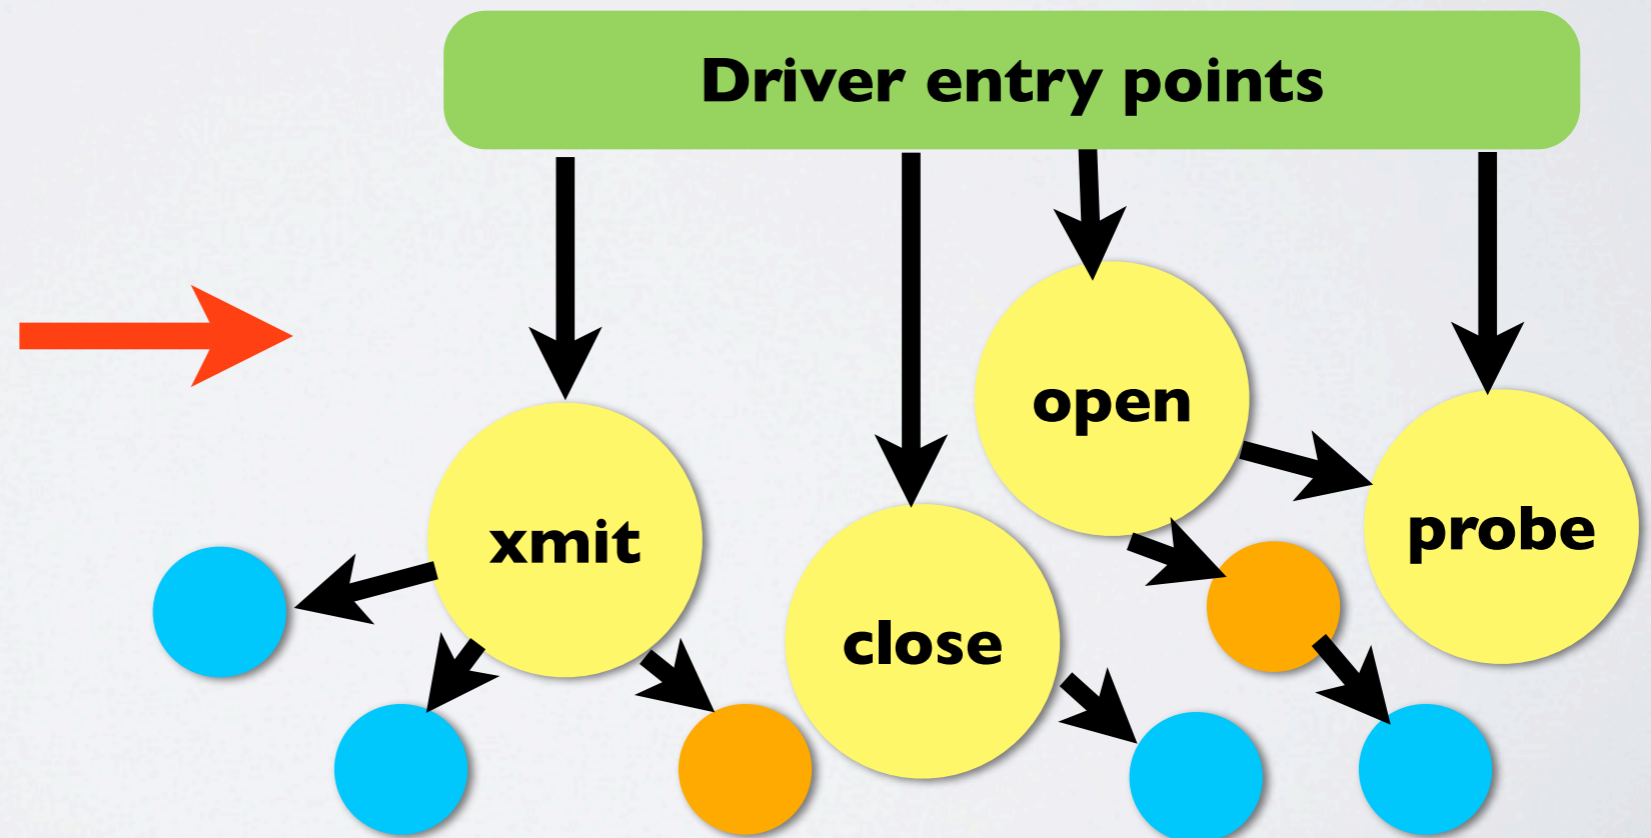 Driver entry points
open
probe
xmit
close